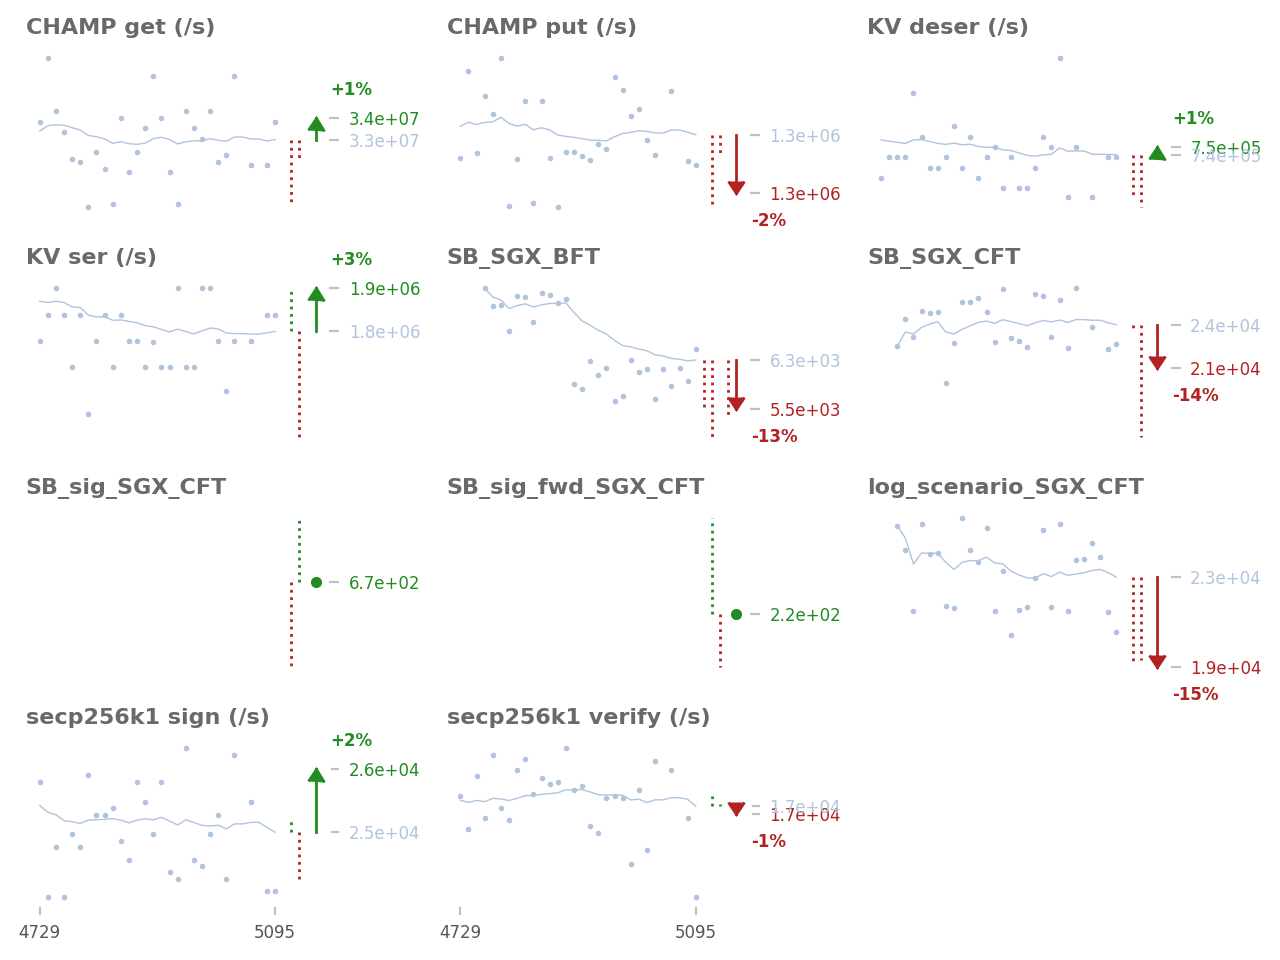 CHAMP get (/s)
+1%
3.4e+07
3.3e+07
CHAMP put (/s)
1.3e+06
1.3e+06
-2%
KV deser (/s)
+1%
7.5e+05
7.4e+05
KV ser (/s)
+3%
1.9e+06
1.8e+06
SB_SGX_BFT
6.3e+03
5.5e+03
-13%
SB_SGX_CFT
2.4e+04
2.1e+04
-14%
SB_sig_SGX_CFT
6.7e+02
SB_sig_fwd_SGX_CFT
2.2e+02
log_scenario_SGX_CFT
2.3e+04
1.9e+04
-15%
secp256k1 sign (/s)
+2%
2.6e+04
2.5e+04
4729
5095
secp256k1 verify (/s)
1.7e+04
1.7e+04
-1%
4729
5095